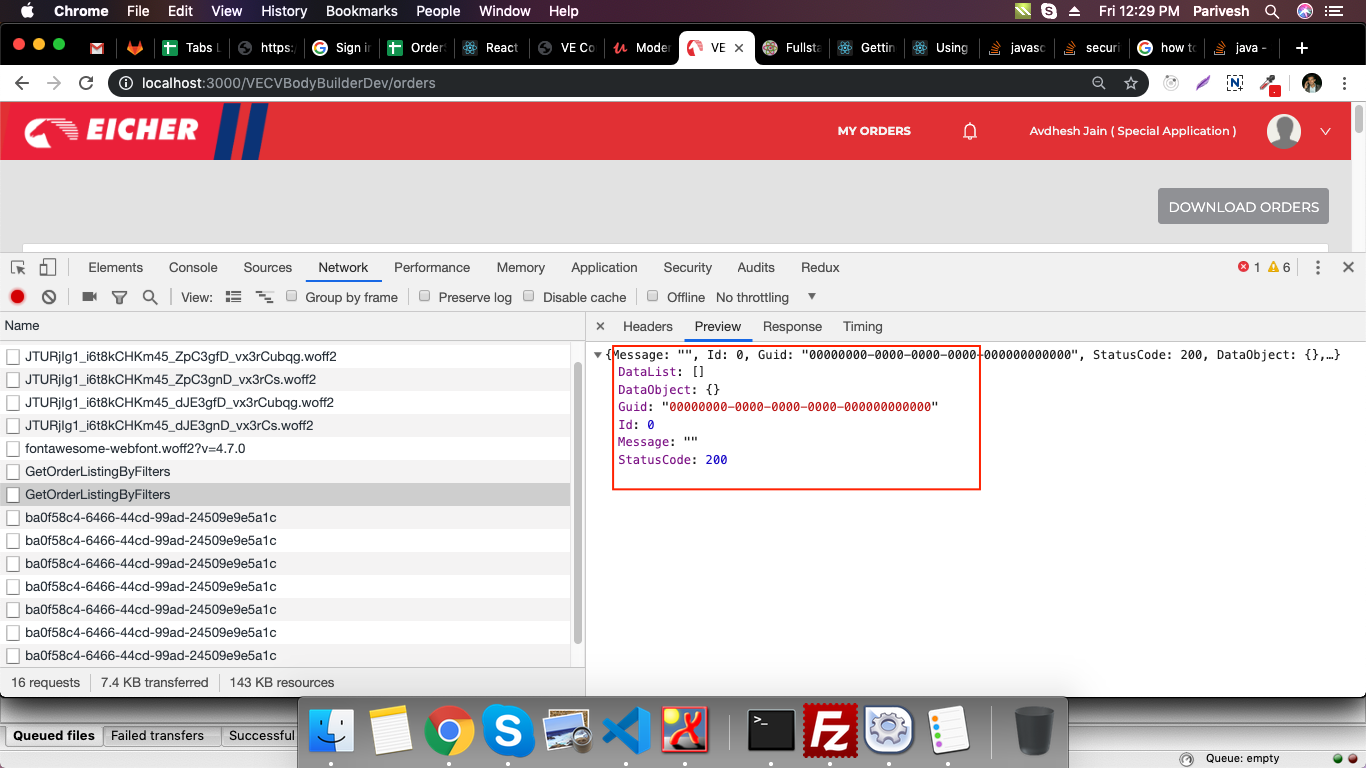 Chrome File Edit View History Bookmarks People Window Help Fri 12:29 PM Parivesh
Tabs L https:/ Sign in Order React VE Co Moder VE Fullsta Gettin Using javasc securi how to java -
localhost:3000/VECVBodyBuilderDev/orders
EICHER MY ORDERS Avdhesh Jain ( Special Application )
DOWNLOAD ORDERS
Elements Console Sources Network Performance Memory Application Security Audits Redux 1 6
View: Group by frame Preserve log Disable cache Offline No throttling
Name Headers Preview Response Timing
JTURjIg1_i6t8kCHKm45_ZpC3gfD_vx3rCubqg.woff2
JTURjIg1_i6t8kCHKm45_ZpC3gnD_vx3rCs.woff2
JTURjIg1_i6t8kCHKm45_dJE3gfD_vx3rCubqg.woff2
JTURjIg1_i6t8kCHKm45_dJE3gnD_vx3rCs.woff2
fontawesome-webfont.woff2?v=4.7.0
GetOrderListingByFilters
GetOrderListingByFilters
ba0f58c4-6466-44cd-99ad-24509e9e5a1c
ba0f58c4-6466-44cd-99ad-24509e9e5a1c
ba0f58c4-6466-44cd-99ad-24509e9e5a1c
ba0f58c4-6466-44cd-99ad-24509e9e5a1c
ba0f58c4-6466-44cd-99ad-24509e9e5a1c
ba0f58c4-6466-44cd-99ad-24509e9e5a1c
ba0f58c4-6466-44cd-99ad-24509e9e5a1c
16 requests 7.4 KB transferred 143 KB resources
{Message: "", Id: 0, Guid: "00000000-0000-0000-0000-000000000000", StatusCode: 200, DataObject: {},…}
DataList: []
DataObject: {}
Guid: "00000000-0000-0000-0000-000000000000"
Id: 0
Message: ""
StatusCode: 200
Queued files Failed transfers Successful
Queue: empty